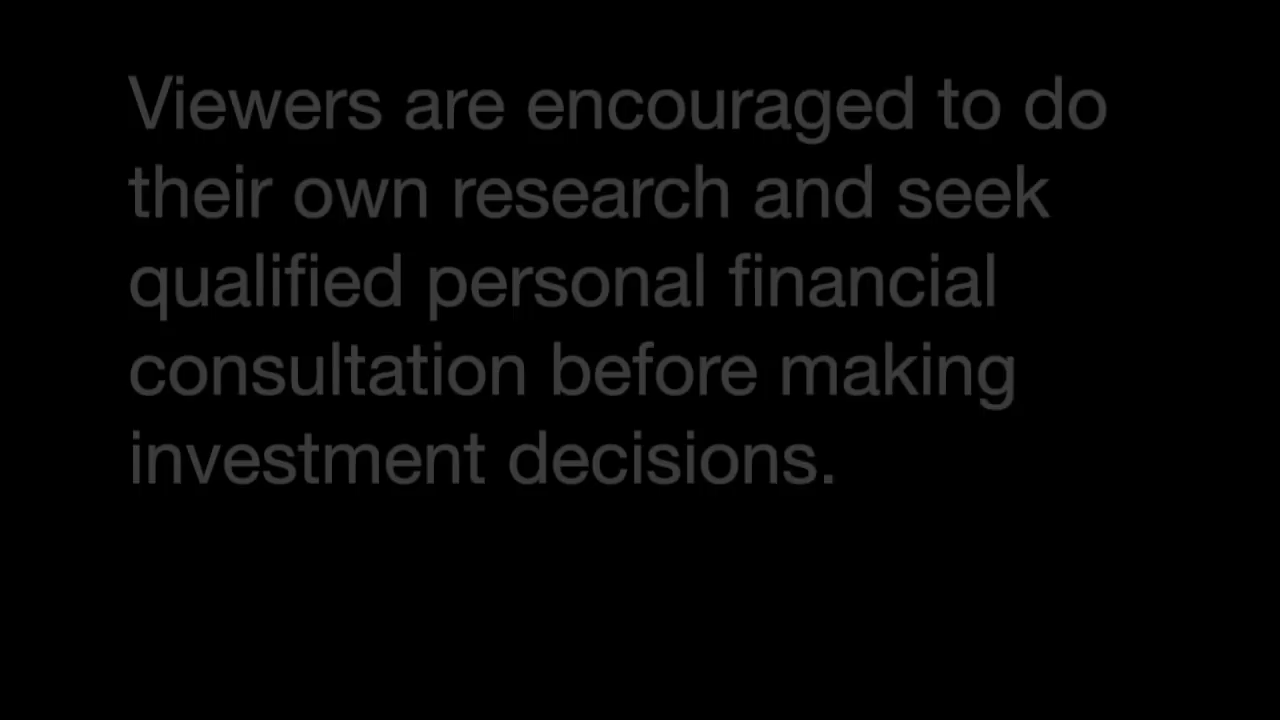 Viewers are encouraged to do
their own research and seek
qualified personal financial
consultation before making
investment decisions.